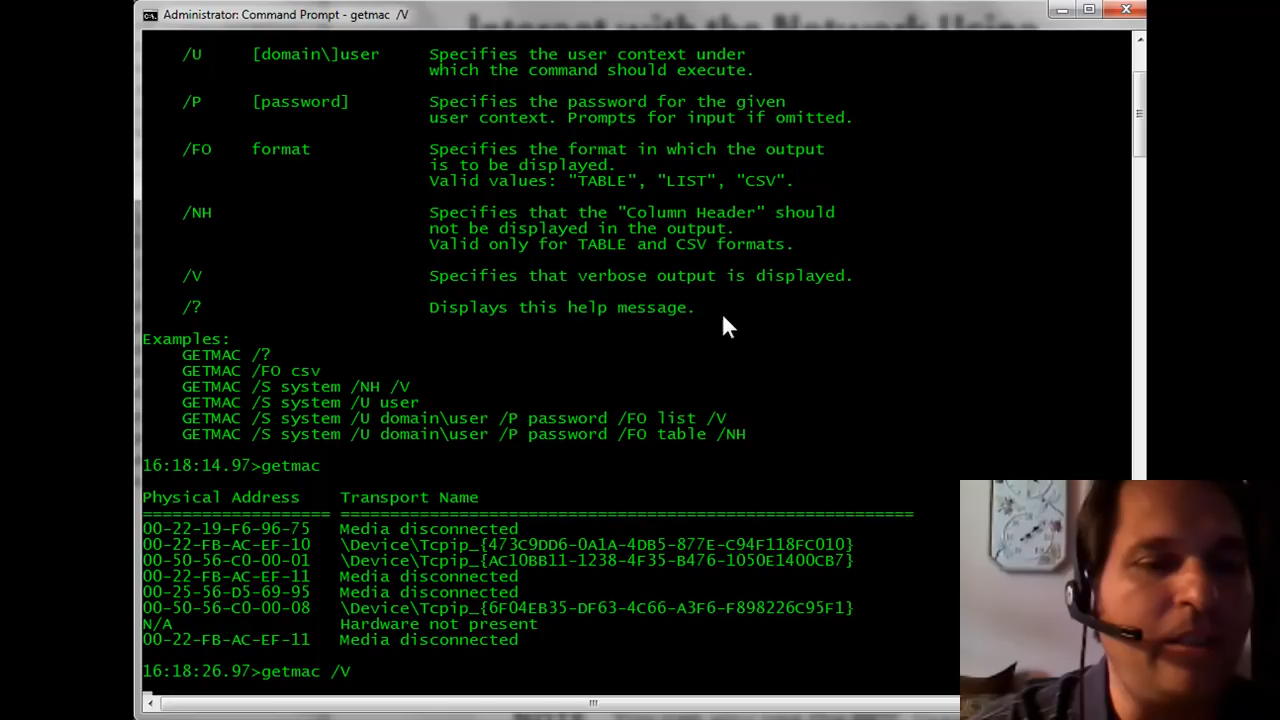 Administrator: Command Prompt - getmac /V
Internet with the Network Using
/U [domain\]user Specifies the user context under
which the command should execute.
/P [password] Specifies the password for the given
user context. Prompts for input if omitted.
/FO format Specifies the format in which the output
is to be displayed.
Valid values: "TABLE", "LIST", "CSV".
/NH Specifies that the "Column Header" should
not be displayed in the output.
Valid only for TABLE and CSV formats.
/V Specifies that verbose output is displayed.
/? Displays this help message.
Examples:
GETMAC /?
GETMAC /FO csv
GETMAC /S system /NH /V
GETMAC /S system /U user
GETMAC /S system /U domain\user /P password /FO list /V
GETMAC /S system /U domain\user /P password /FO table /NH
16:18:14.97>getmac
Physical Address Transport Name
=================== ==========================================================
00-22-19-F6-96-75 Media disconnected
00-22-FB-AC-EF-10 \Device\Tcpip_{473C9DD6-0A1A-4DB5-877E-C94F118FC010}
00-50-56-C0-00-01 \Device\Tcpip_{AC10BB11-1238-4F35-B476-1050E1400CB7}
00-22-FB-AC-EF-11 Media disconnected
00-25-56-D5-69-95 Media disconnected
00-50-56-C0-00-08 \Device\Tcpip_{6F04EB35-DF63-4C66-A3F6-F898226C95F1}
N/A Hardware not present
00-22-FB-AC-EF-11 Media disconnected
16:18:26.97>getmac /V